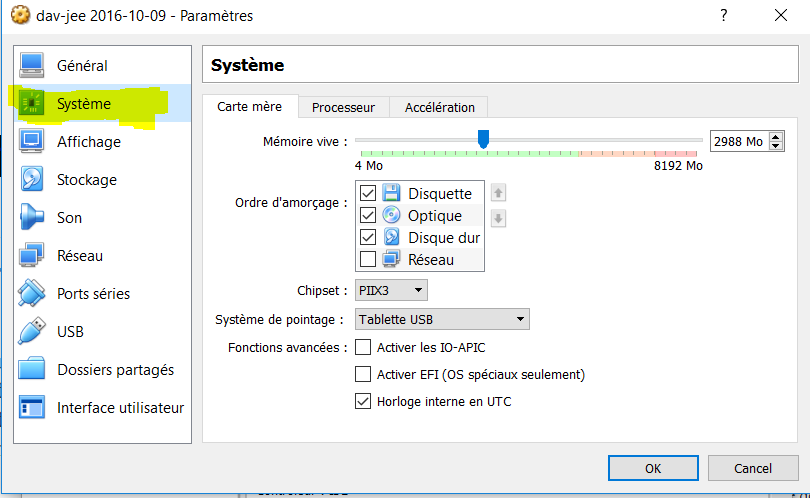 dav-jee 2016-10-09 - Paramètres
Général
Système
Affichage
Stockage
Son
Réseau
Ports séries
USB
Dossiers partagés
Interface utilisateur
Système
Carte mère Processeur Accélération
Mémoire vive : 2988 Mo
4 Mo 8192 Mo
Ordre d'amorçage :
Disquette
Optique
Disque dur
Réseau
Chipset : PIIX3
Système de pointage : Tablette USB
Fonctions avancées : Activer les IO-APIC
Activer EFI (OS spéciaux seulement)
Horloge interne en UTC
OK Cancel